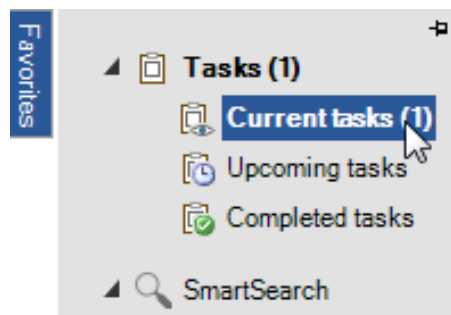 Favorites
Tasks (1)
Current tasks (1)
Upcoming tasks
Completed tasks
SmartSearch